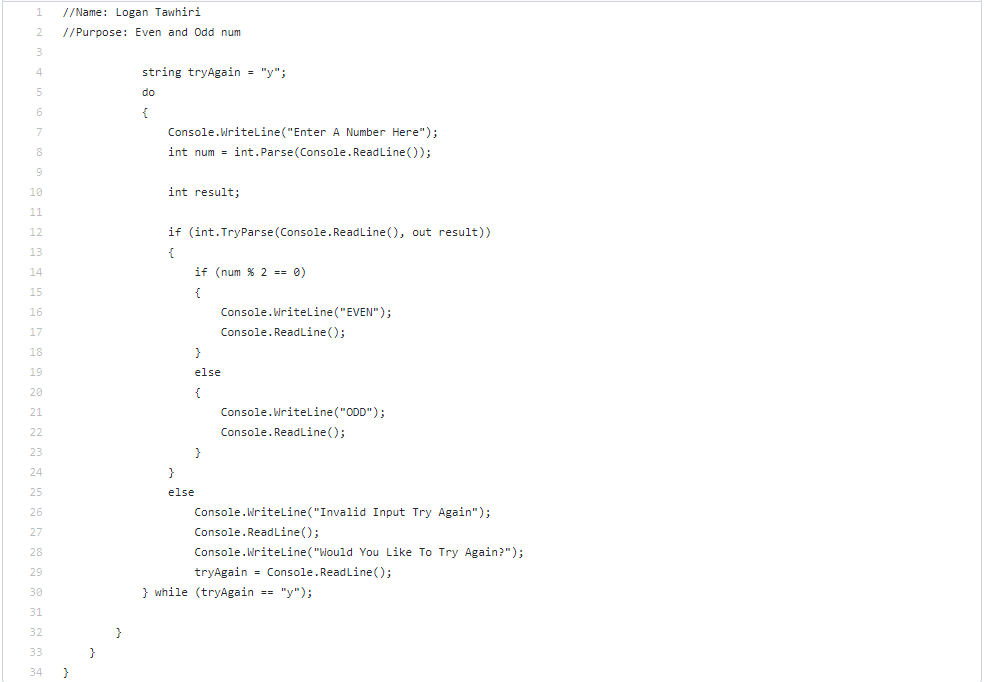 1 //Name: Logan Tawhiri
2 //Purpose: Even and Odd num
3
4 string tryAgain = "y";
5 do
6 {
7 Console.WriteLine("Enter A Number Here");
8 int num = int.Parse(Console.ReadLine());
9
10 int result;
11
12 if (int.TryParse(Console.ReadLine(), out result))
13 {
14 if (num % 2 == 0)
15 {
16 Console.WriteLine("EVEN");
17 Console.ReadLine();
18 }
19 else
20 {
21 Console.WriteLine("ODD");
22 Console.ReadLine();
23 }
24 }
25 else
26 Console.WriteLine("Invalid Input Try Again");
27 Console.ReadLine();
28 Console.WriteLine("Would You Like To Try Again?");
29 tryAgain = Console.ReadLine();
30 } while (tryAgain == "y");
31
32 }
33 }
34 }